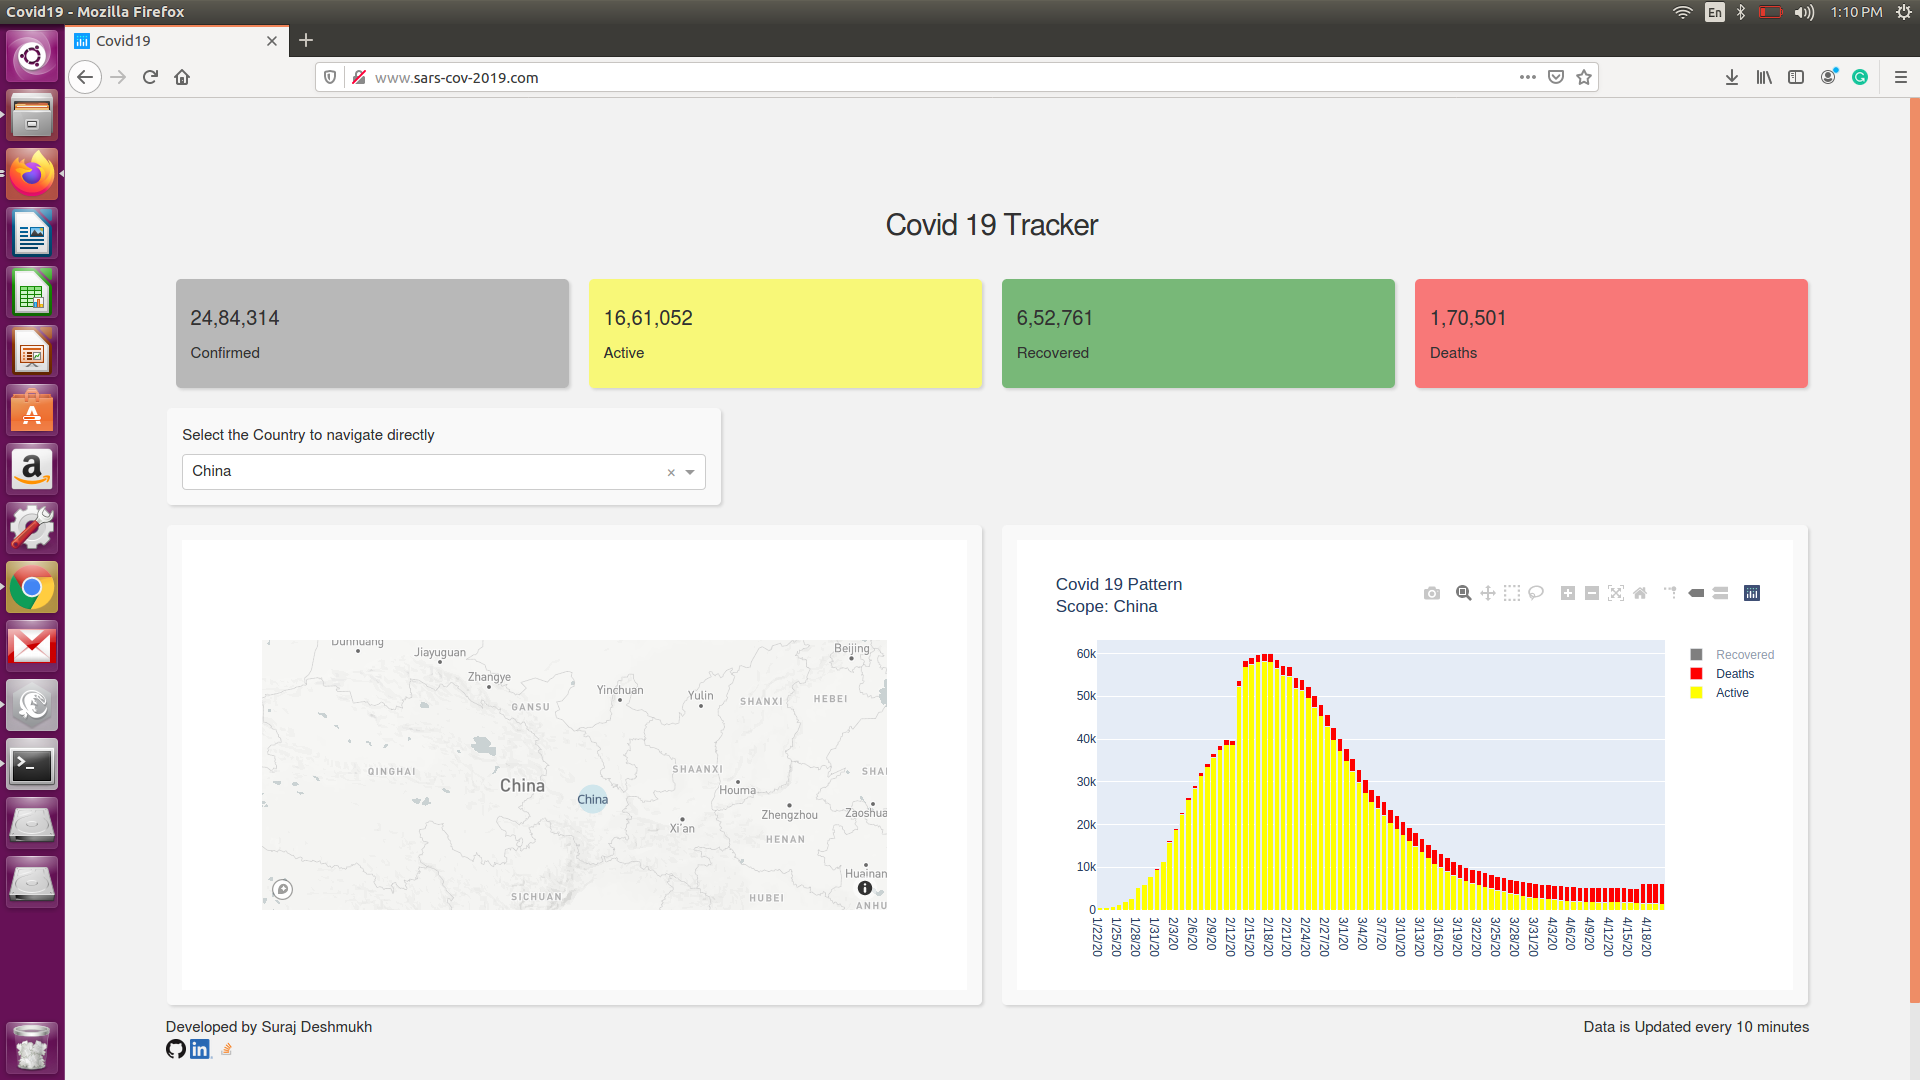 Covid19 - Mozilla Firefox
En
1:10 PM
Covid19
www.sars-cov-2019.com
Covid 19 Tracker
24,84,314
Confirmed
16,61,052
Active
6,52,761
Recovered
1,70,501
Deaths
Select the Country to navigate directly
China
Dunhuang
Jiayuguan
Beijing
Zhangye
Yinchuan
Yulin
SHANXI
HEBEI
GANSU
QINGHAI
SHAANXI
SHAI
China
China
Houma
Zhengzhou
Zaoshua
Xi'an
HENAN
Huainan
SICHUAN
HUBEI
ANHU
Covid 19 Pattern
Scope: China
60k
50k
40k
30k
20k
10k
0
1/22/20
1/25/20
1/28/20
1/31/20
2/3/20
2/6/20
2/9/20
2/12/20
2/15/20
2/18/20
2/21/20
2/24/20
2/27/20
3/1/20
3/4/20
3/7/20
3/10/20
3/13/20
3/16/20
3/19/20
3/22/20
3/25/20
3/28/20
3/31/20
4/3/20
4/6/20
4/9/20
4/12/20
4/15/20
4/18/20
Recovered
Deaths
Active
Developed by Suraj Deshmukh
Data is Updated every 10 minutes